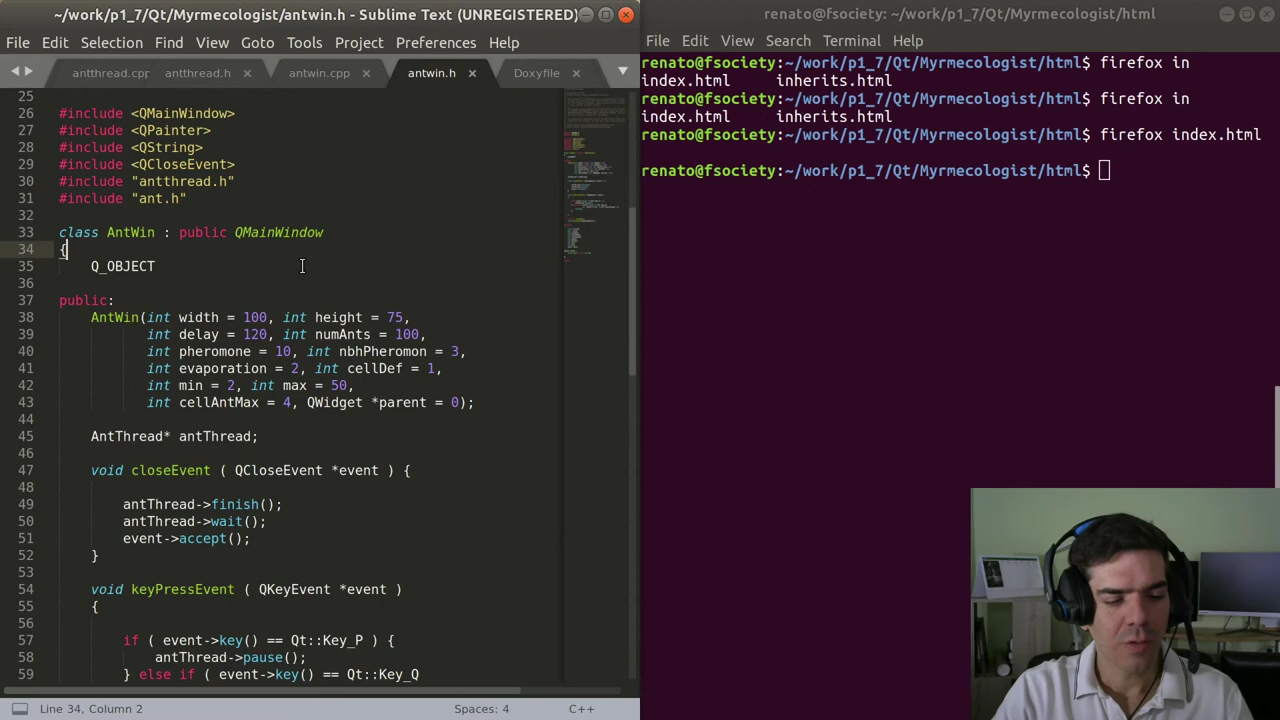 ~/work/p1_7/Qt/Myrmecologist/antwin.h - Sublime Text (UNREGISTERED)
File Edit Selection Find View Goto Tools Project Preferences Help
antthread.cpp antthread.h antwin.cpp antwin.h Doxyfile
25
26 #include <QMainWindow>
27 #include <QPainter>
28 #include <QString>
29 #include <QCloseEvent>
30 #include "antthread.h"
31 #include "ant.h"
32
33 class AntWin : public QMainWindow
34 {
35 Q_OBJECT
36
37 public:
38 AntWin(int width = 100, int height = 75,
39 int delay = 120, int numAnts = 100,
40 int pheromone = 10, int nbhPheromon = 3,
41 int evaporation = 2, int cellDef = 1,
42 int min = 2, int max = 50,
43 int cellAntMax = 4, QWidget *parent = 0);
44
45 AntThread* antThread;
46
47 void closeEvent ( QCloseEvent *event ) {
48
49 antThread->finish();
50 antThread->wait();
51 event->accept();
52 }
53
54 void keyPressEvent ( QKeyEvent *event )
55 {
56
57 if ( event->key() == Qt::Key_P ) {
58 antThread->pause();
59 } else if ( event->key() == Qt::Key_Q
Line 34, Column 2 Spaces: 4 C++
renato@fsociety: ~/work/p1_7/Qt/Myrmecologist/html
File Edit View Search Terminal Help
renato@fsociety:~/work/p1_7/Qt/Myrmecologist/html$ firefox in
index.html inherits.html
renato@fsociety:~/work/p1_7/Qt/Myrmecologist/html$ firefox in
index.html inherits.html
renato@fsociety:~/work/p1_7/Qt/Myrmecologist/html$ firefox index.html
renato@fsociety:~/work/p1_7/Qt/Myrmecologist/html$